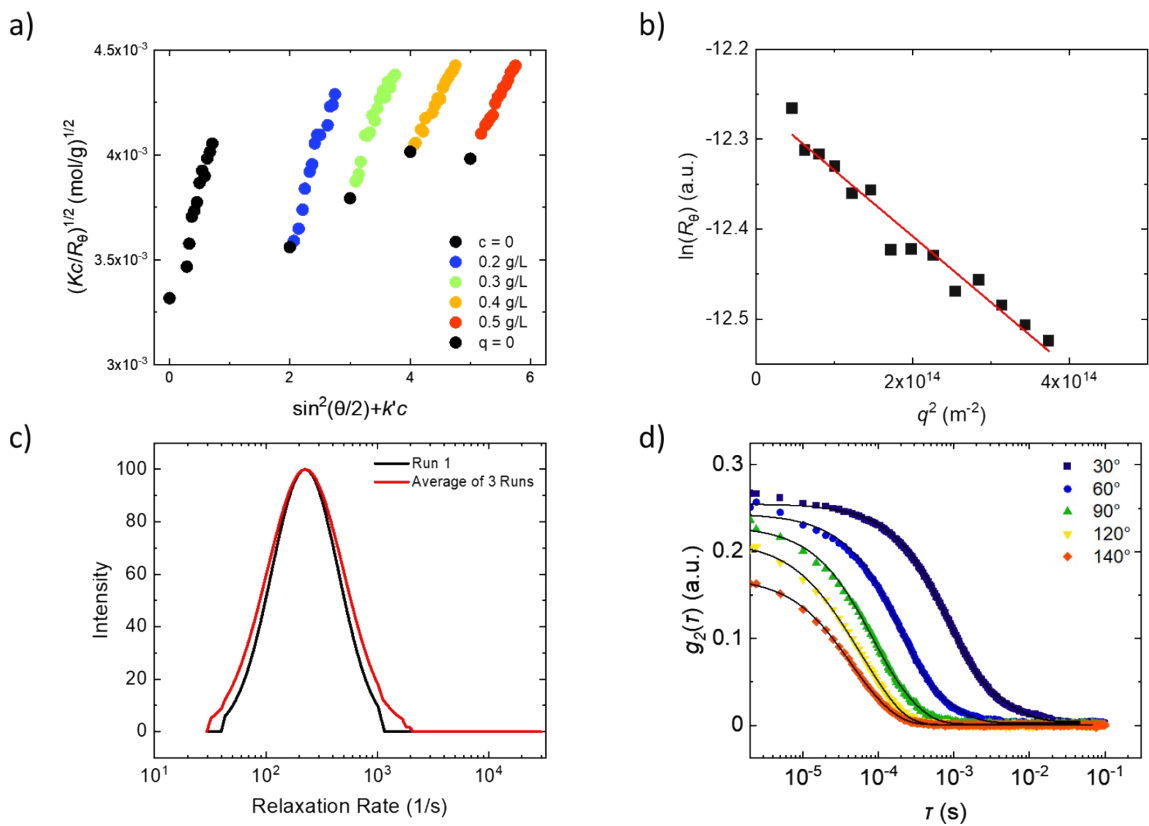 a)
4.5x10⁻³
4x10⁻³
3.5x10⁻³
3x10⁻³
(Kc/Rθ)¹ᐟ² (mol/g)¹ᐟ²
c = 0
0.2 g/L
0.3 g/L
0.4 g/L
0.5 g/L
q = 0
0 2 4 6
sin²(θ/2)+k'c
b)
-12.2
-12.3
-12.4
-12.5
ln(Rθ) (a.u.)
0 2x10¹⁴ 4x10¹⁴
q² (m⁻²)
c)
Run 1
Average of 3 Runs
100
80
60
40
20
0
Intensity
10¹ 10² 10³ 10⁴
Relaxation Rate (1/s)
d)
0.3
0.2
0.1
0
g₂(τ) (a.u.)
30°
60°
90°
120°
140°
10⁻⁵ 10⁻⁴ 10⁻³ 10⁻² 10⁻¹
τ (s)